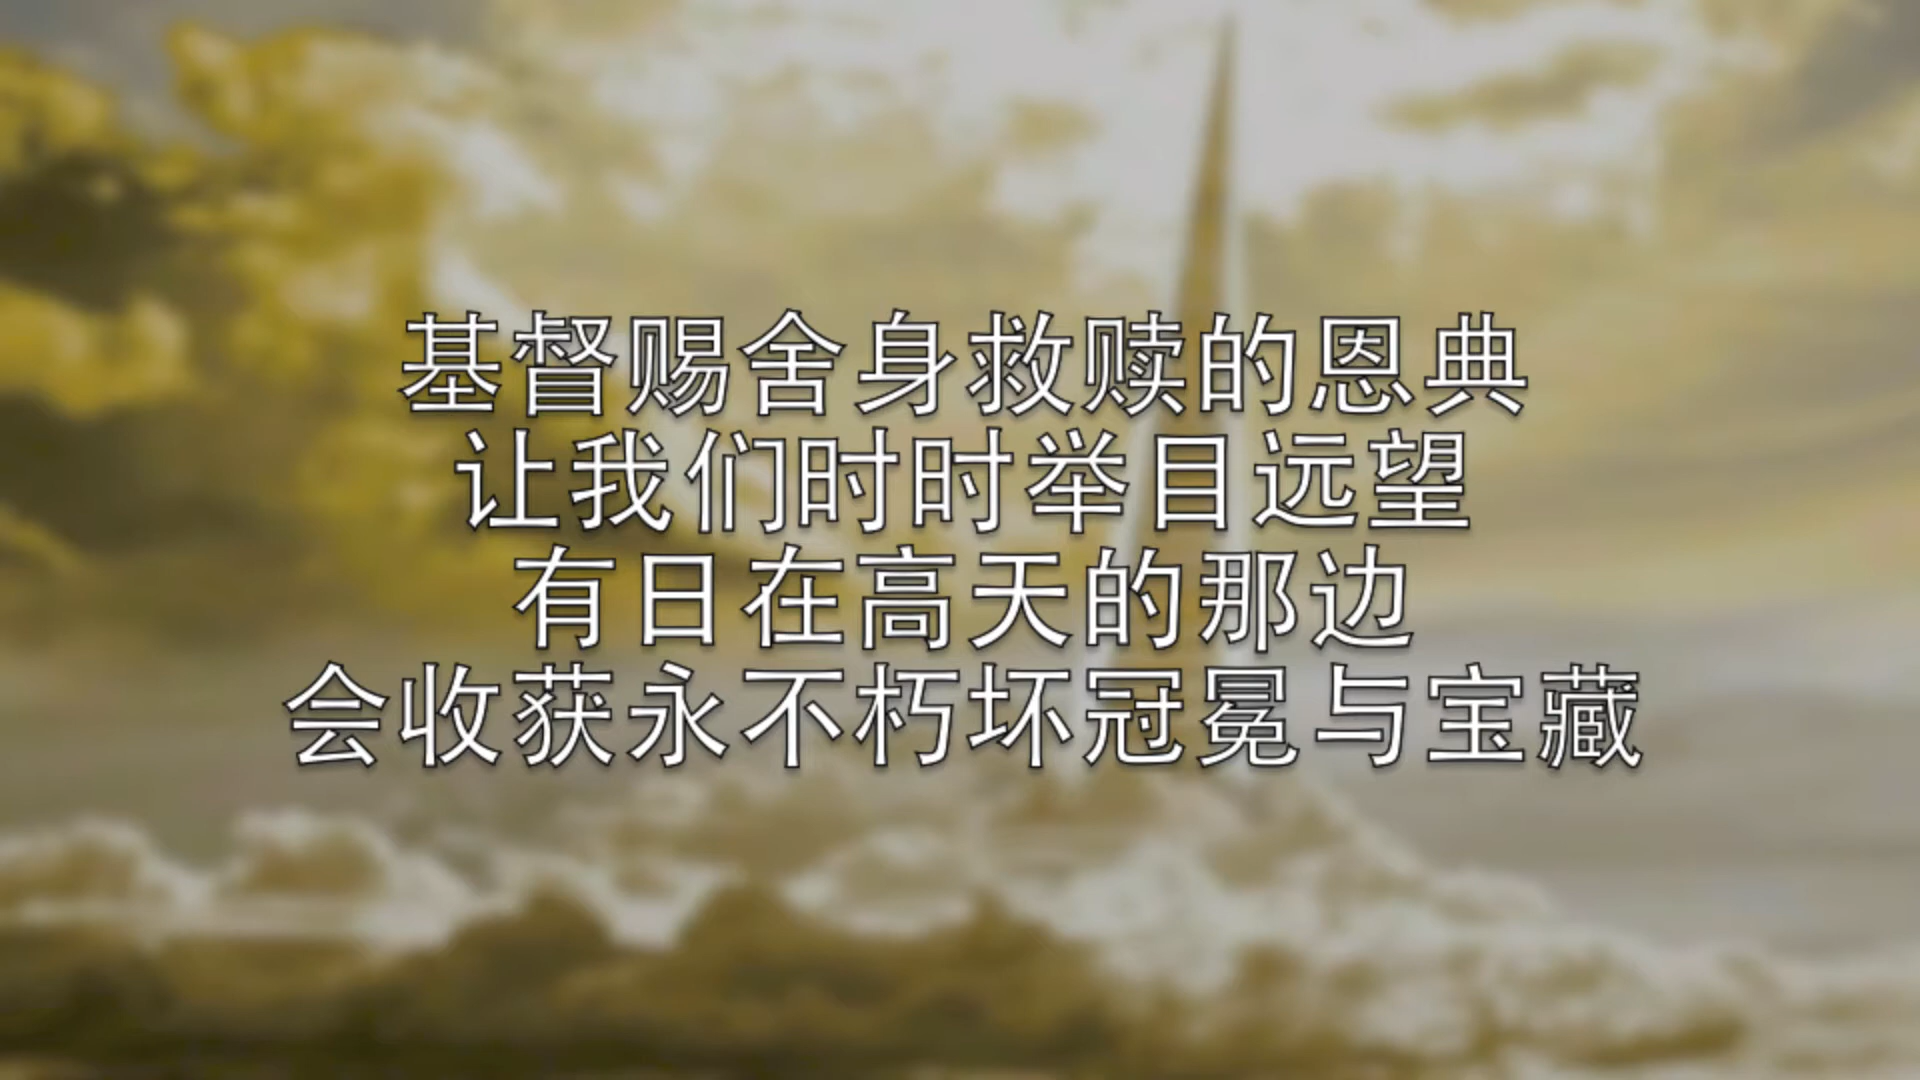 基督赐舍身救赎的恩典
让我们时时举目远望
有日在高天的那边
会收获永不朽坏冠冕与宝藏